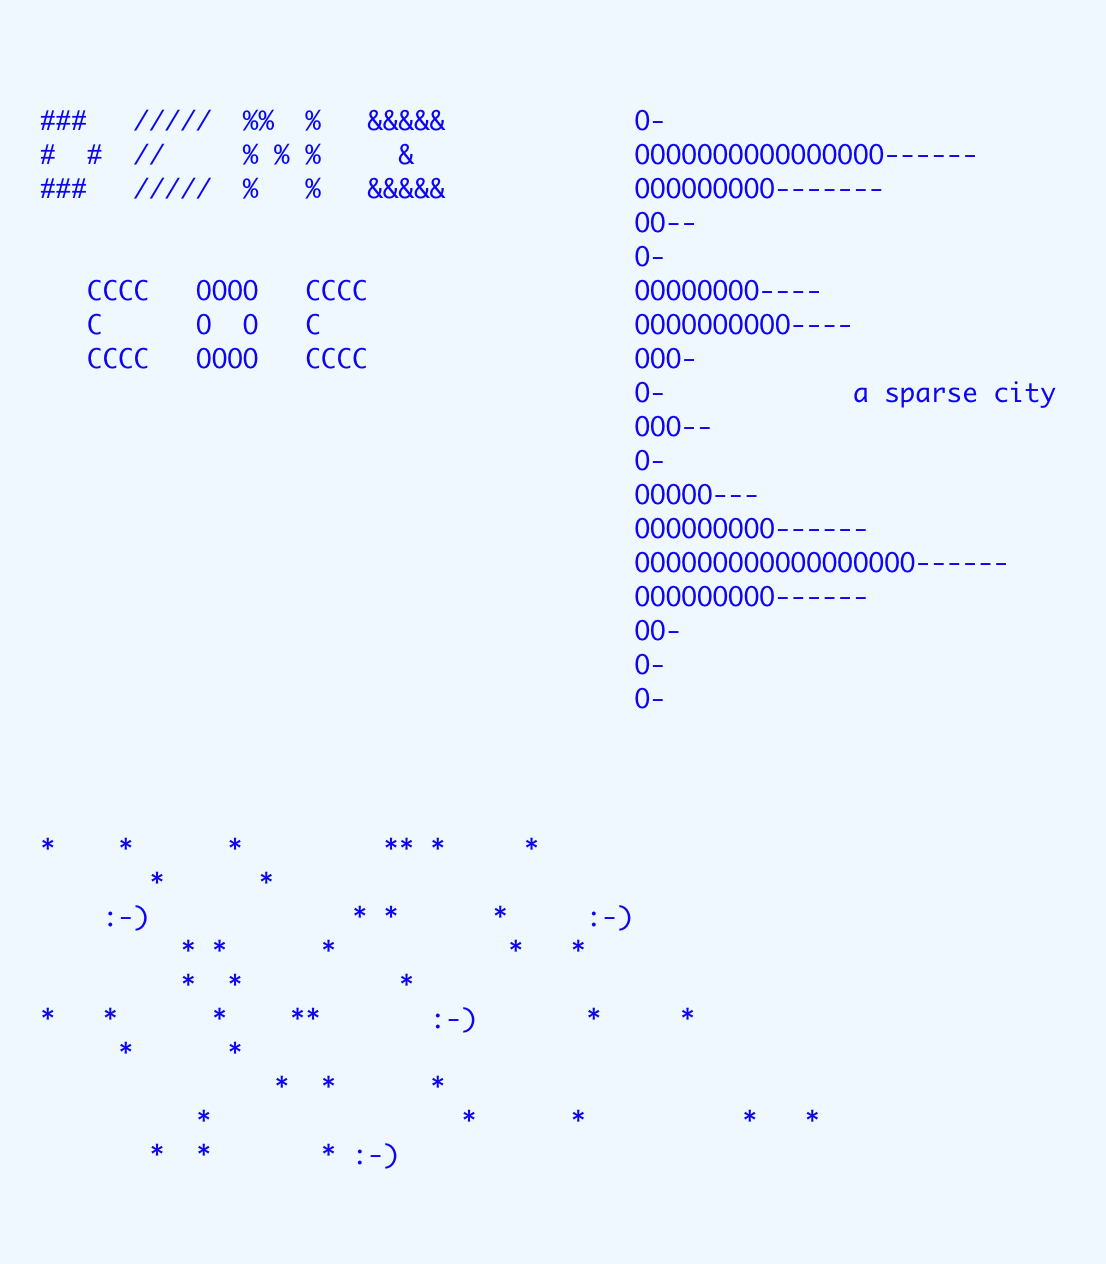 ###   /////  %%  %   &&&&&
#  #  //     % % %     &
###   /////  %   %   &&&&&
   CCCC   OOOO   CCCC
   C      O  O   C
   CCCC   OOOO   CCCC
O-
OOOOOOOOOOOOOOOO------
OOOOOOOOO-------
OO--
O-
OOOOOOOO----
OOOOOOOOOO----
OOO-
O-            a sparse city
OOO--
O-
OOOOO---
OOOOOOOOO------
OOOOOOOOOOOOOOOOOO------
OOOOOOOOO------
OO-
O-
O-
*    *      *         ** *     *
       *      *
    :-)             * *      *     :-)
         * *      *           *   *
         *  *          *
*   *      *    **       :-)       *     *
     *      *
               *  *      *
          *                *      *          *   *
       *  *       * :-)